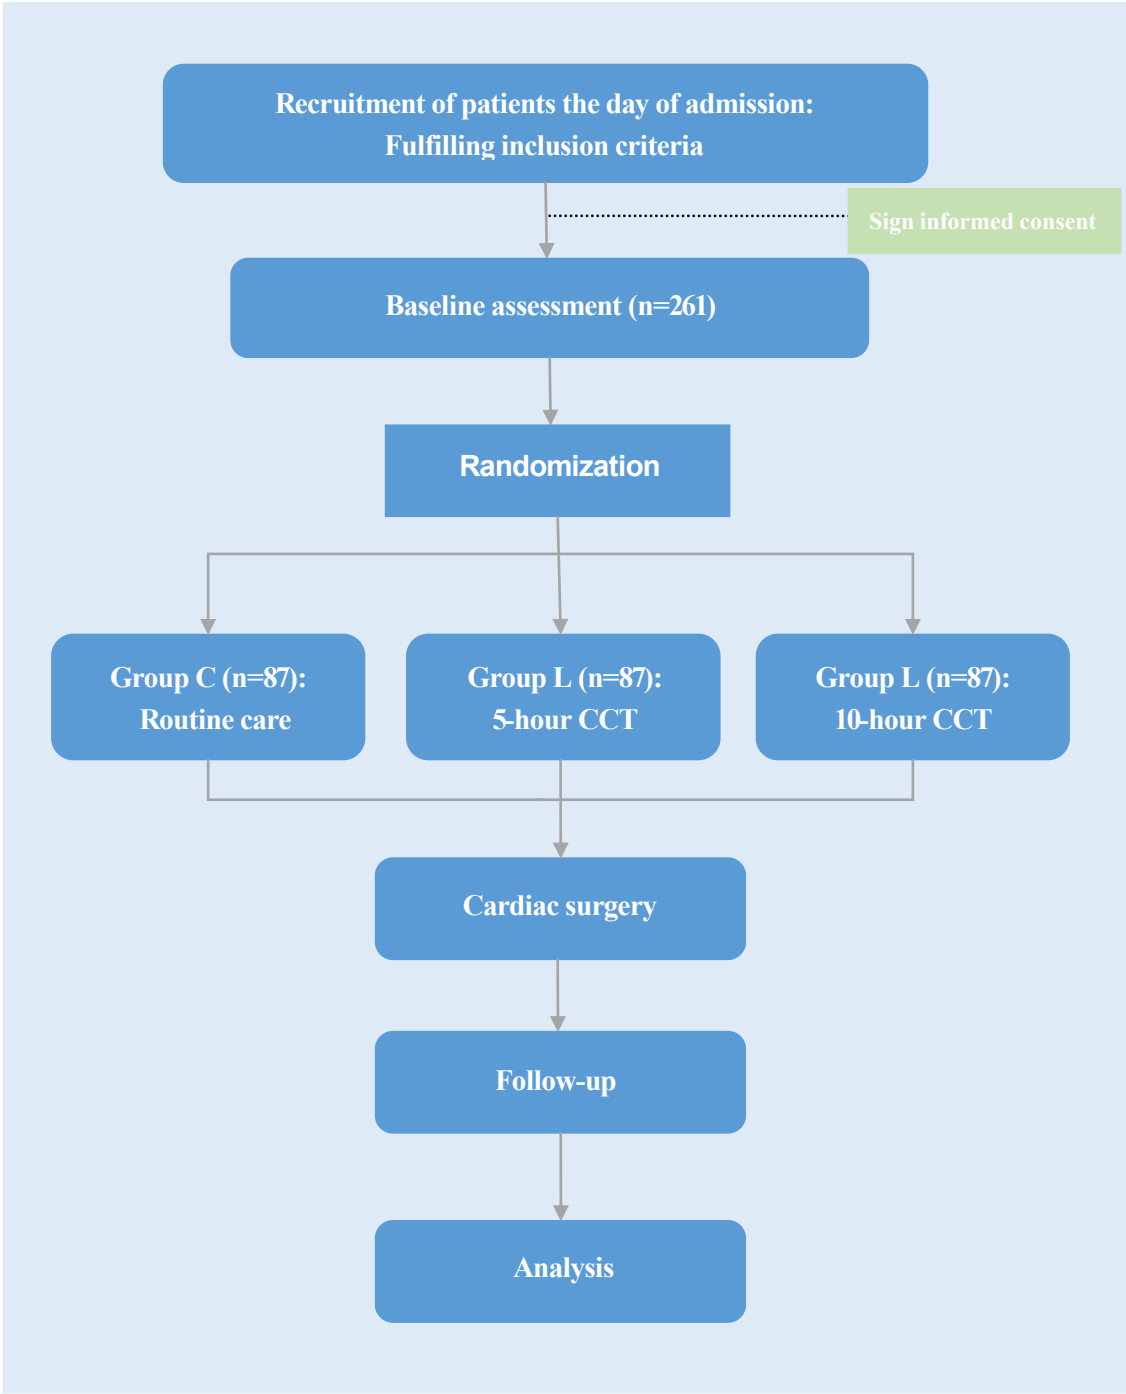 Recruitment of patients the day of admission:
Fulfilling inclusion criteria
Sign informed consent
Baseline assessment (n=261)
Randomization
Group C (n=87):
Routine care
Group L (n=87):
5-hour CCT
Group L (n=87):
10-hour CCT
Cardiac surgery
Follow-up
Analysis